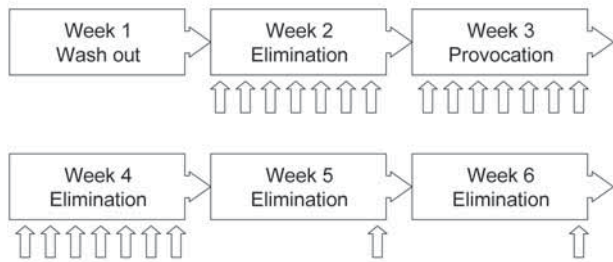 Week 1
Wash out
Week 2
Elimination
Week 3
Provocation
Week 4
Elimination
Week 5
Elimination
Week 6
Elimination